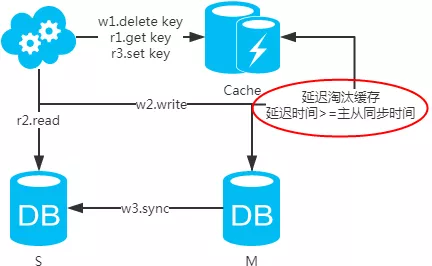 w1.delete key
r1.get key
r3.set key
Cache
延迟淘汰缓存
延迟时间>=主从同步时间
w2.write
r2.read
DB
w3.sync
DB
S
M